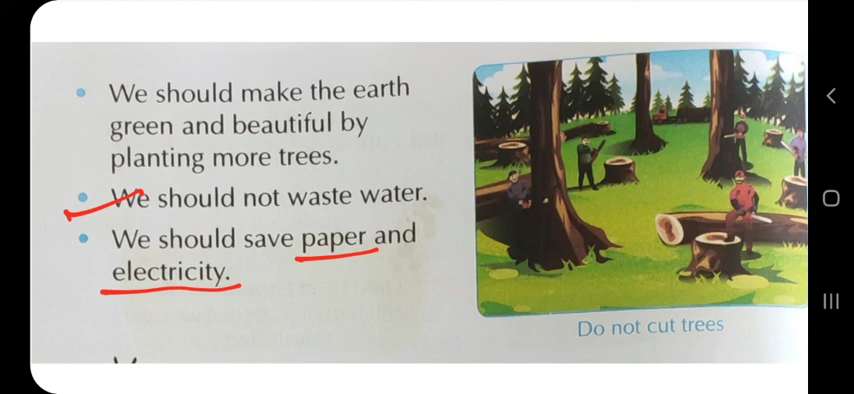 We should make the earth
green and beautiful by
planting more trees.
We should not waste water.
We should save paper and
electricity.
Do not cut trees